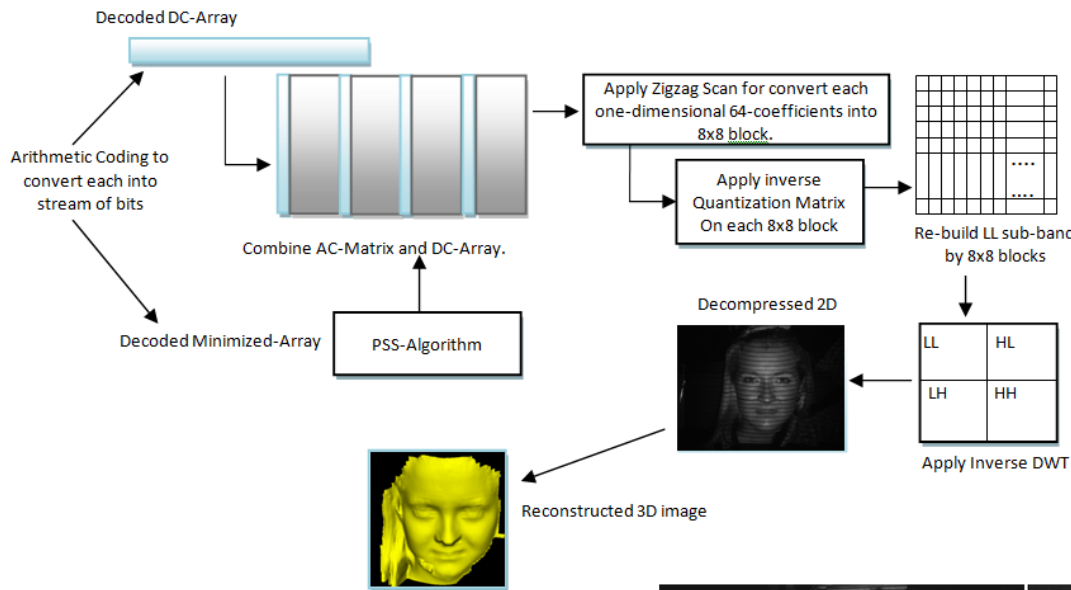 Decoded DC-Array
Arithmetic Coding to
convert each into
stream of bits
Combine AC-Matrix and DC-Array.
Decoded Minimized-Array
PSS-Algorithm
Apply Zigzag Scan for convert each
one-dimensional 64-coefficients into
8x8 block.
Apply inverse
Quantization Matrix
On each 8x8 block
....
....
Re-build LL sub-band
by 8x8 blocks
LL
HL
LH
HH
Apply Inverse DWT
Decompressed 2D
Reconstructed 3D image